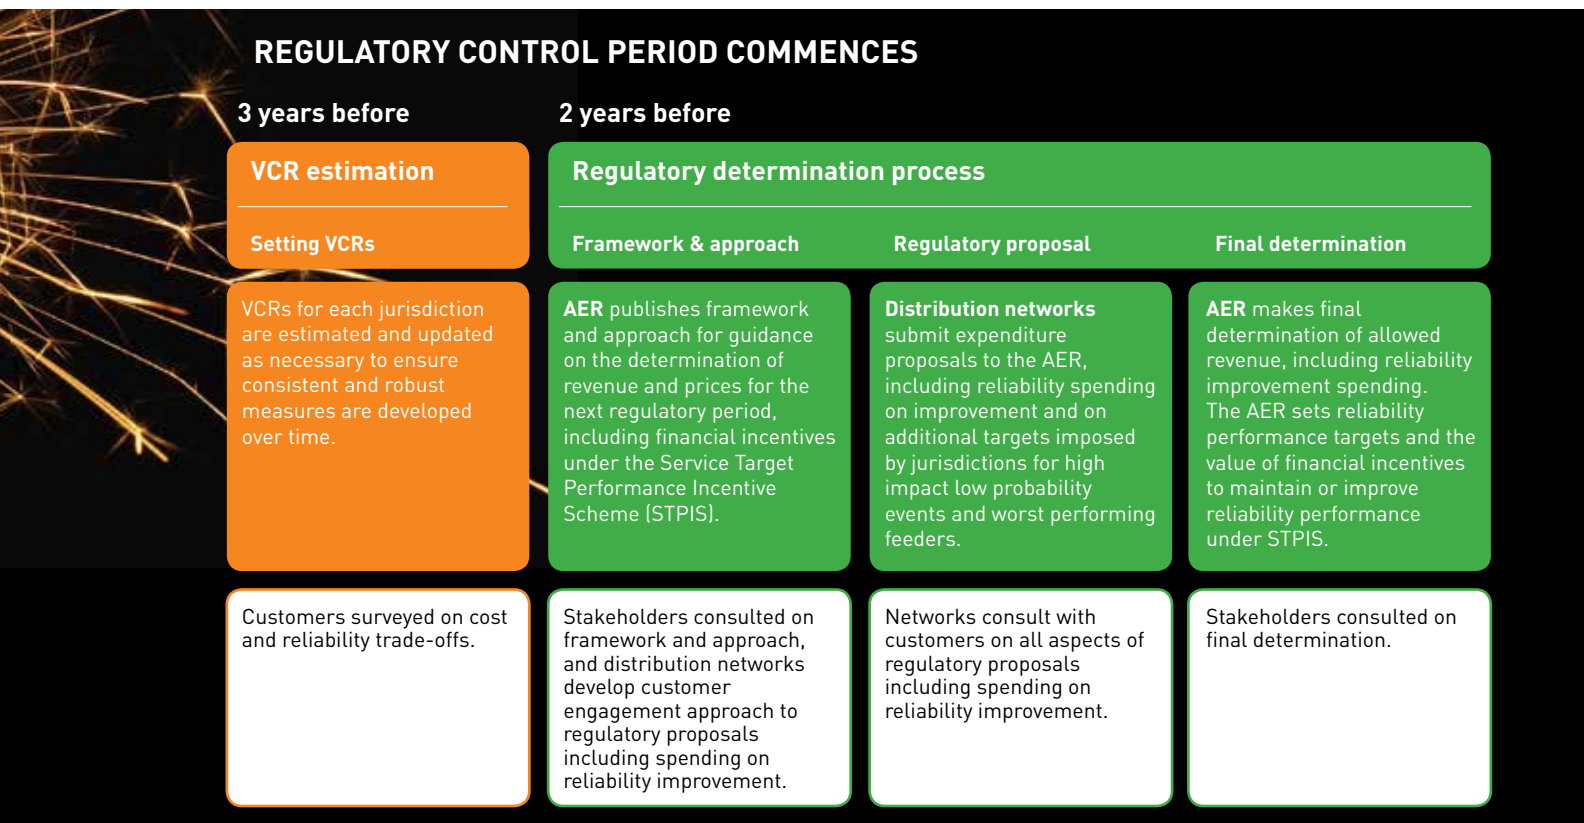 REGULATORY CONTROL PERIOD COMMENCES
3 years before
2 years before
VCR estimation
Setting VCRs
Regulatory determination process
Framework & approach
Regulatory proposal
Final determination
VCRs for each jurisdiction
are estimated and updated
as necessary to ensure
consistent and robust
measures are developed
over time.
AER publishes framework
and approach for guidance
on the determination of
revenue and prices for the
next regulatory period,
including financial incentives
under the Service Target
Performance Incentive
Scheme (STPIS).
Distribution networks
submit expenditure
proposals to the AER,
including reliability spending
on improvement and on
additional targets imposed
by jurisdictions for high
impact low probability
events and worst performing
feeders.
AER makes final
determination of allowed
revenue, including reliability
improvement spending.
The AER sets reliability
performance targets and the
value of financial incentives
to maintain or improve
reliability performance
under STPIS.
Customers surveyed on cost
and reliability trade-offs.
Stakeholders consulted on
framework and approach,
and distribution networks
develop customer
engagement approach to
regulatory proposals
including spending on
reliability improvement.
Networks consult with
customers on all aspects of
regulatory proposals
including spending on
reliability improvement.
Stakeholders consulted on
final determination.